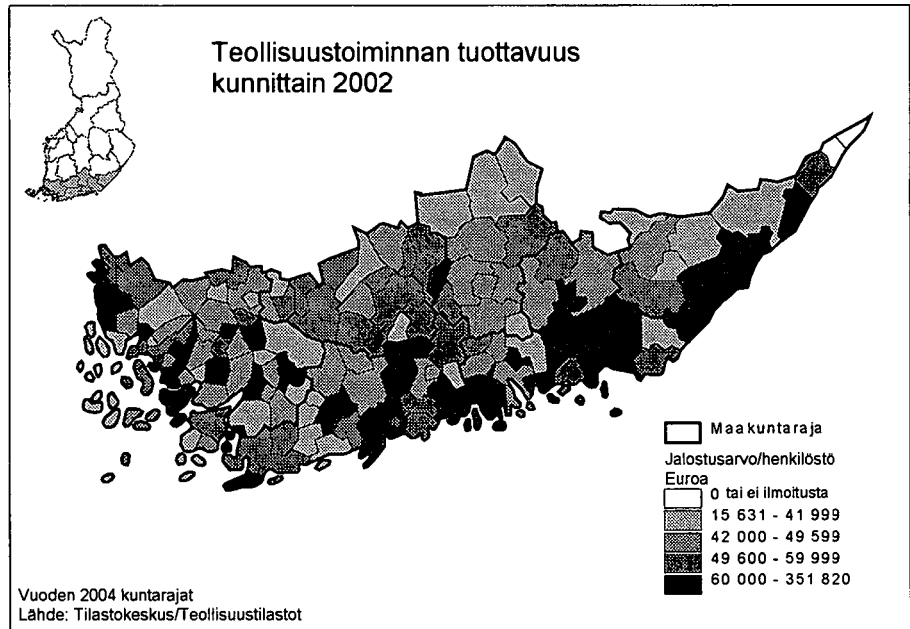 Teollisuustoiminnan tuottavuus
kunnittain 2002
Maakuntaraja
Jalostusarvo/henkilöstö
Euroa
0 tai ei ilmoitusta
15 631 - 41 999
42 000 - 49 599
49 600 - 59 999
60 000 - 351 820
Vuoden 2004 kuntarajat
Lähde: Tilastokeskus/Teollisuustilastot